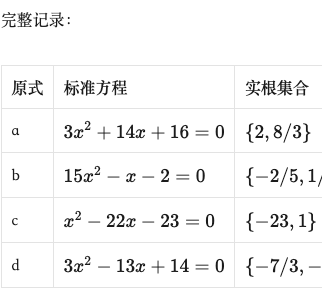 完整记录：
原式 标准方程 实根集合
a 3x² + 14x + 16 = 0 {2, 8/3}
b 15x² − x − 2 = 0 {−2/5, 1/
c x² − 22x − 23 = 0 {−23, 1}
d 3x² − 13x + 14 = 0 {−7/3, −